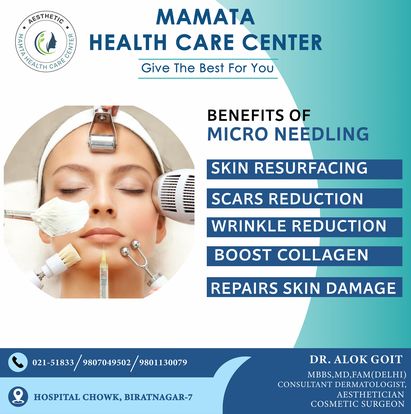 AESTHETIC
MAMTA HEALTH CARE CENTER
MAMATA
HEALTH CARE CENTER
Give The Best For You
BENEFITS OF
MICRO NEEDLING
SKIN RESURFACING
SCARS REDUCTION
WRINKLE REDUCTION
BOOST COLLAGEN
REPAIRS SKIN DAMAGE
021-51833/9807049502/9801130079
HOSPITAL CHOWK, BIRATNAGAR-7
DR. ALOK GOIT
MBBS,MD,FAM(DELHI)
CONSULTANT DERMATOLOGIST,
AESTHETICIAN
COSMETIC SURGEON